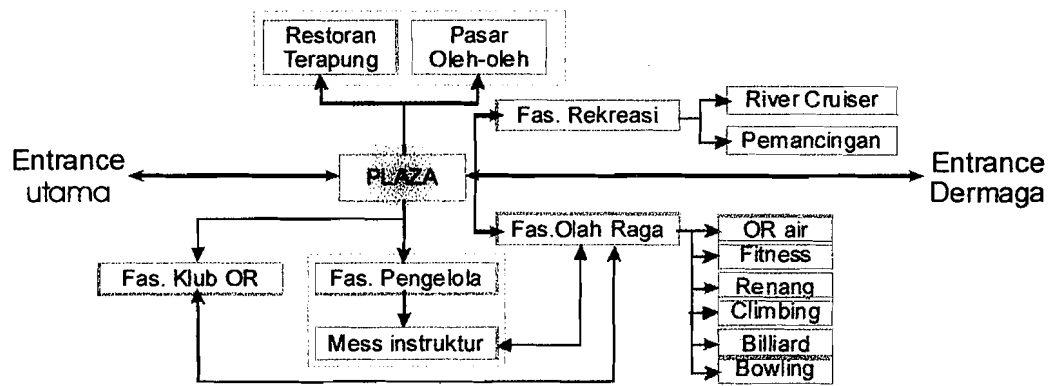 Restoran
Terapung
Pasar
Oleh-oleh
Fas. Rekreasi
River Cruiser
Pemancingan
Entrance
utama
PLAZA
Entrance
Dermaga
Fas.Olah Raga
OR air
Fitness
Renang
Climbing
Billiard
Bowling
Fas. Klub OR
Fas. Pengelola
Mess instruktur